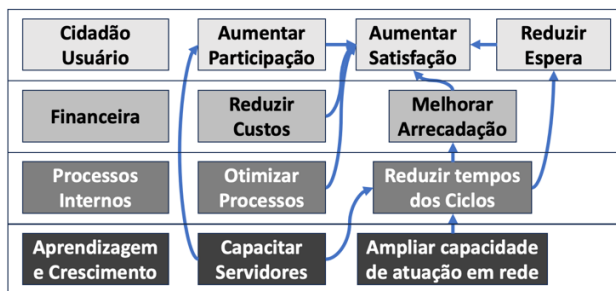 Cidadão
Usuário
Aumentar
Participação
Aumentar
Satisfação
Reduzir
Espera
Financeira
Reduzir
Custos
Melhorar
Arrecadação
Processos
Internos
Otimizar
Processos
Reduzir tempos
dos Ciclos
Aprendizagem
e Crescimento
Capacitar
Servidores
Ampliar capacidade
de atuação em rede